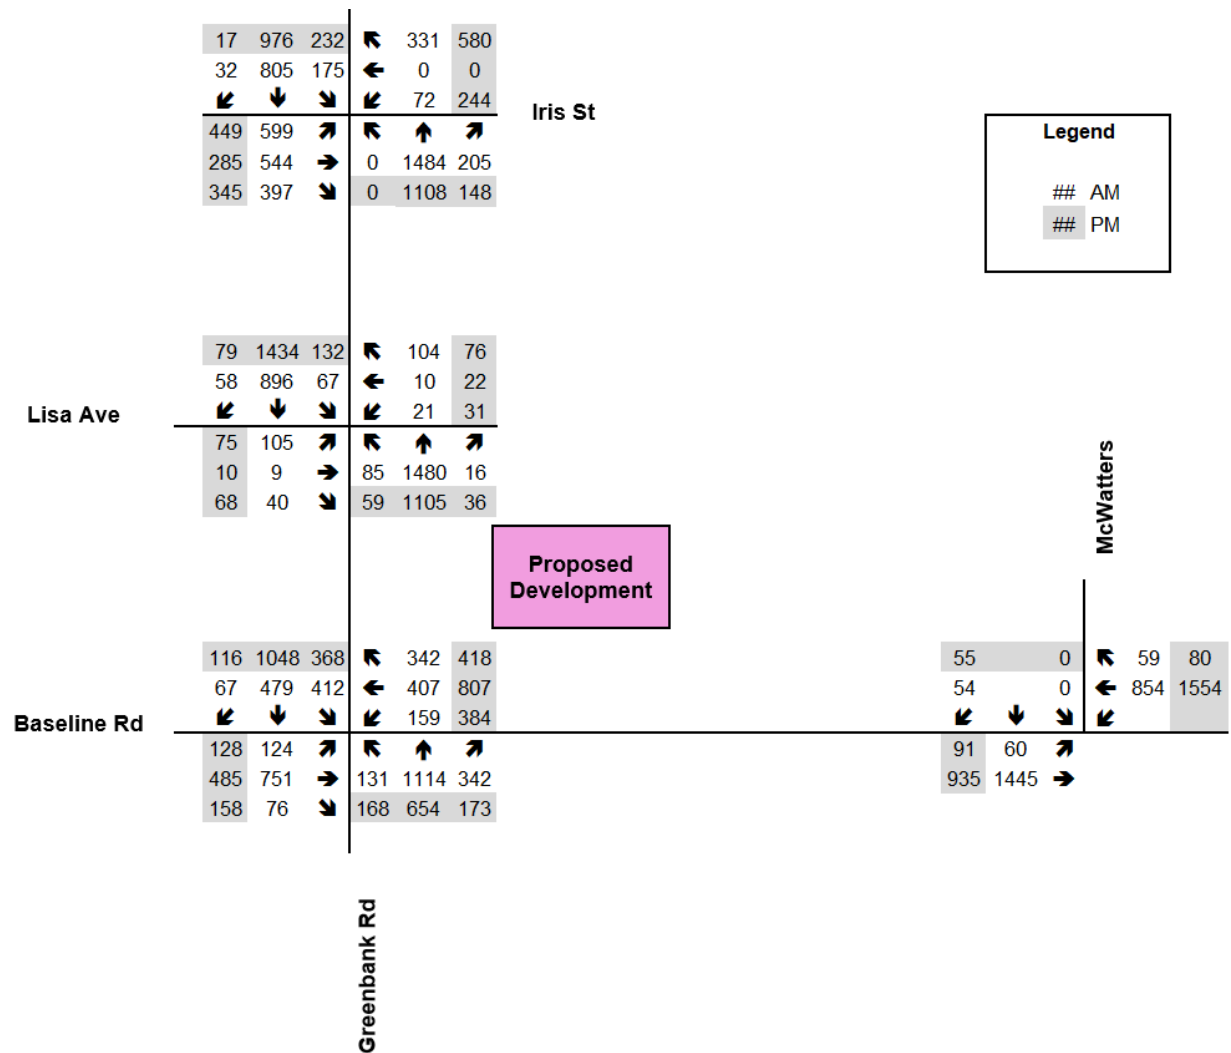 17 976 232 331 580
32 805 175 0 0
72 244
Iris St
449 599
285 544 0 1484 205
345 397 0 1108 148
Legend
## AM
## PM
79 1434 132 104 76
58 896 67 10 22
21 31
Lisa Ave
75 105
10 9 85 1480 16
68 40 59 1105 36
McWatters
Proposed
Development
116 1048 368 342 418
67 479 412 407 807
159 384
Baseline Rd
128 124
485 751 131 1114 342
158 76 168 654 173
55 0 59 80
54 0 854 1554
91 60
935 1445
Greenbank Rd